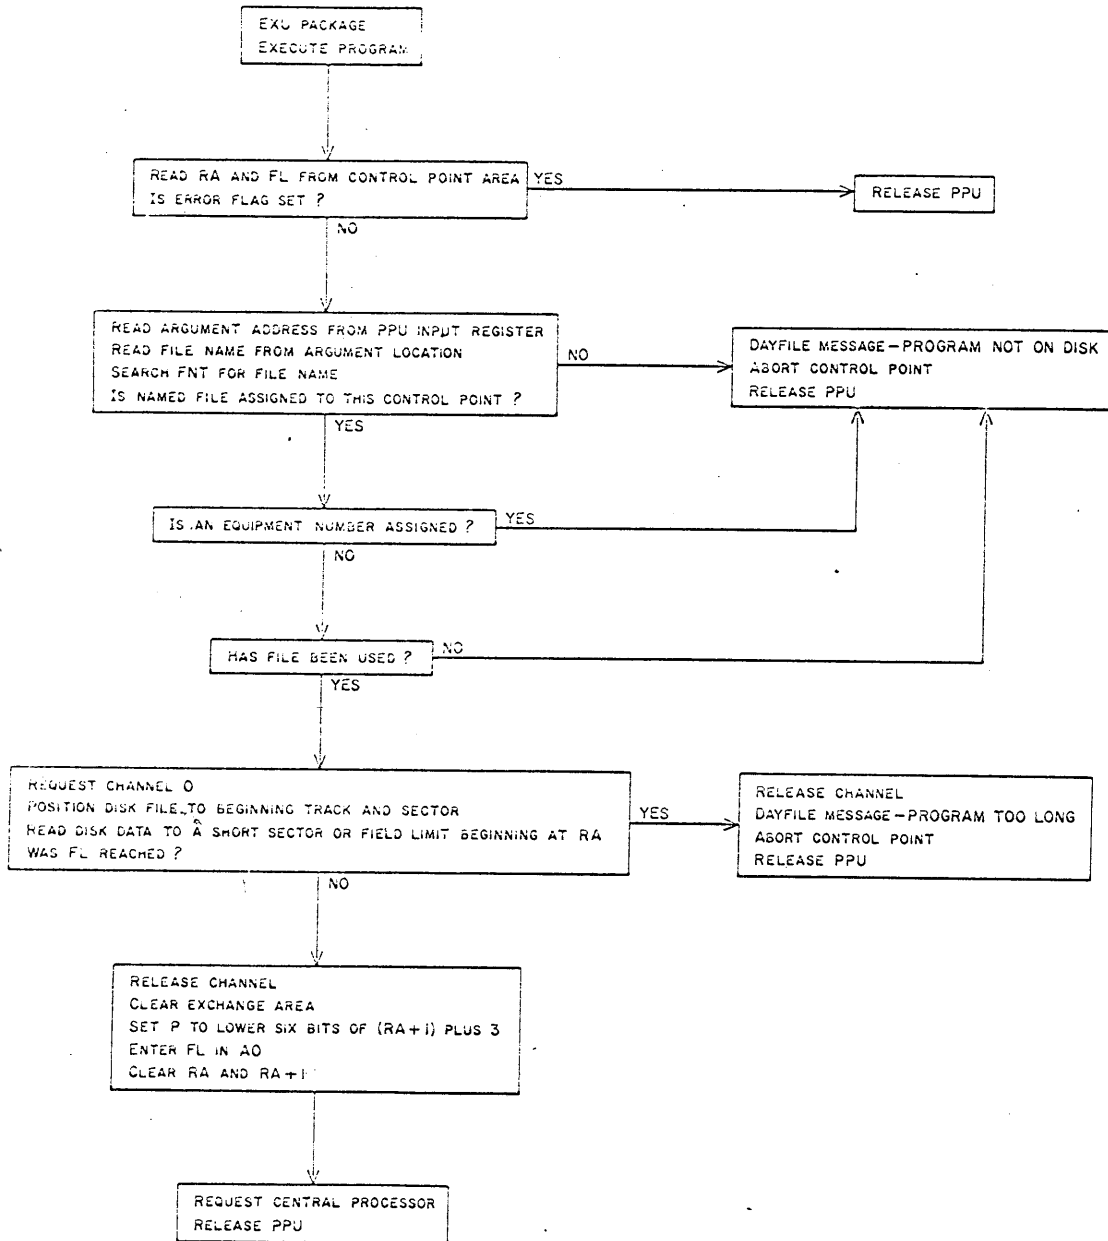 EXU PACKAGE
EXECUTE PROGRAM
READ RA AND FL FROM CONTROL POINT AREA
IS ERROR FLAG SET ?
YES
RELEASE PPU
NO
READ ARGUMENT ADDRESS FROM PPU INPUT REGISTER
READ FILE NAME FROM ARGUMENT LOCATION
SEARCH FNT FOR FILE NAME
IS NAMED FILE ASSIGNED TO THIS CONTROL POINT ?
NO
DAYFILE MESSAGE-PROGRAM NOT ON DISK
ABORT CONTROL POINT
RELEASE PPU
YES
IS AN EQUIPMENT NUMBER ASSIGNED ?
YES
NO
HAS FILE BEEN USED ?
NO
YES
REQUEST CHANNEL 0
POSITION DISK FILE TO BEGINNING TRACK AND SECTOR
READ DISK DATA TO A SHORT SECTOR OR FIELD LIMIT BEGINNING AT RA
WAS FL REACHED ?
YES
RELEASE CHANNEL
DAYFILE MESSAGE-PROGRAM TOO LONG
ABORT CONTROL POINT
RELEASE PPU
NO
RELEASE CHANNEL
CLEAR EXCHANGE AREA
SET P TO LOWER SIX BITS OF (RA+1) PLUS 3
ENTER FL IN A0
CLEAR RA AND RA+1
REQUEST CENTRAL PROCESSOR
RELEASE PPU